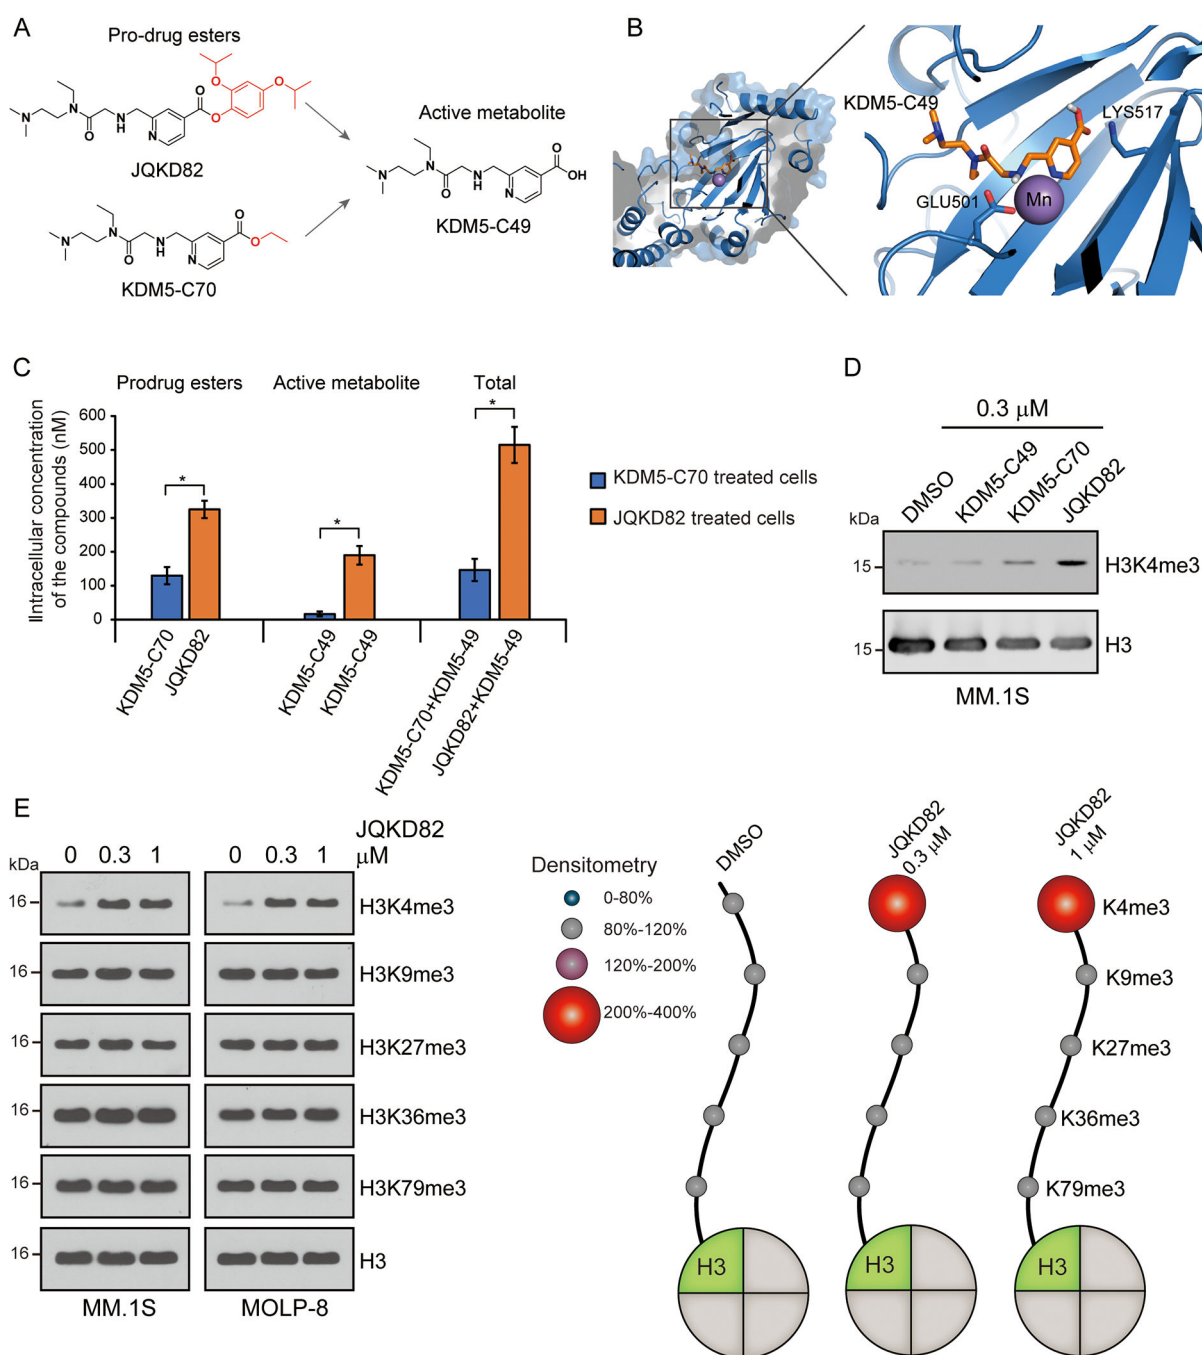 A
Pro-drug esters
JQKD82
KDM5-C70
Active metabolite
KDM5-C49
B
KDM5-C49
LYS517
GLU501
Mn
C
Prodrug esters
Active metabolite
Total
IIntracellular concentration
of the compounds (nM)
600
500
400
300
200
100
0
*
*
*
KDM5-C70
JQKD82
KDM5-C49
KDM5-C49
KDM5-C70+KDM5-49
JQKD82+KDM5-49
KDM5-C70 treated cells
JQKD82 treated cells
D
0.3 μM
kDa
DMSO
KDM5-C49
KDM5-C70
JQKD82
15
H3K4me3
15
H3
MM.1S
E
JQKD82
kDa
0 0.3 1
0 0.3 1
μM
16
H3K4me3
16
H3K9me3
16
H3K27me3
16
H3K36me3
16
H3K79me3
16
H3
MM.1S
MOLP-8
Densitometry
0-80%
80%-120%
120%-200%
200%-400%
DMSO
JQKD82
0.3 μM
JQKD82
1 μM
K4me3
K9me3
K27me3
K36me3
K79me3
H3
H3
H3